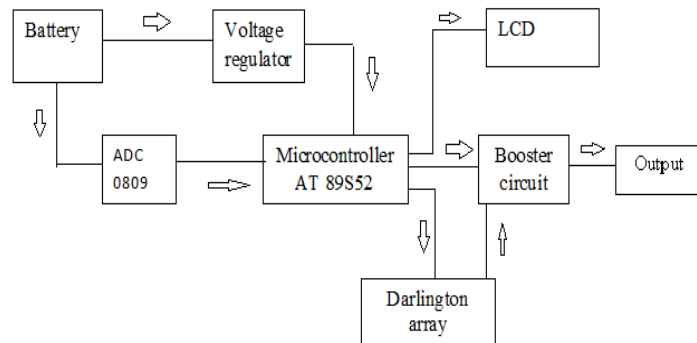 Battery
Voltage
regulator
LCD
ADC
0809
Microcontroller
AT 89S52
Booster
circuit
Output
Darlington
array